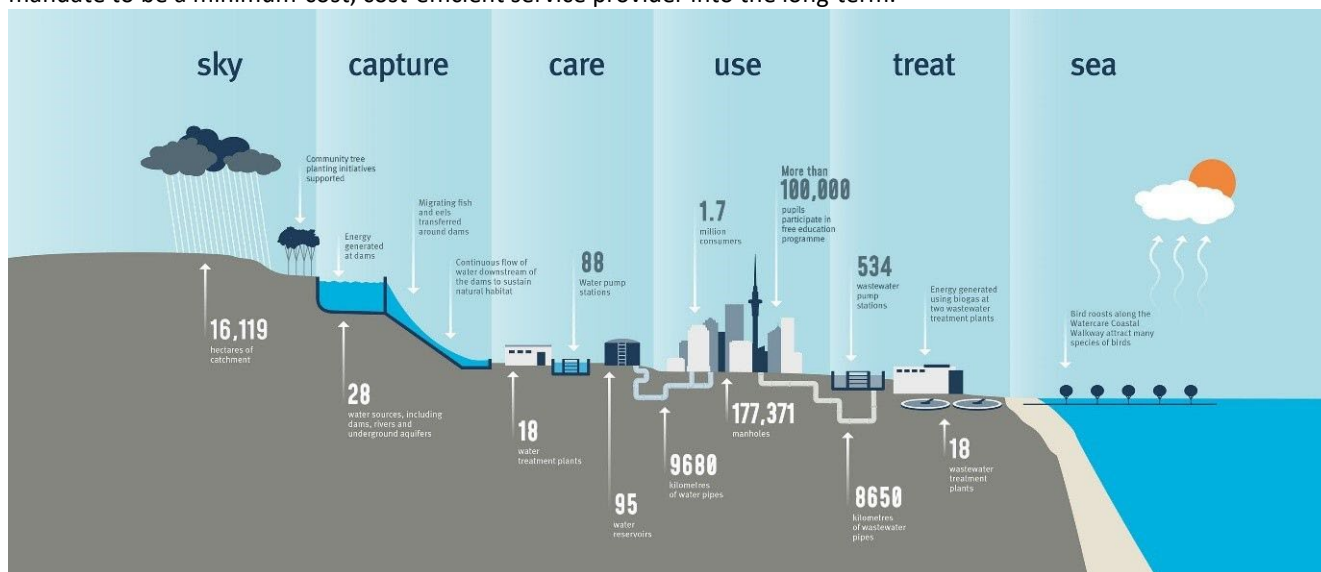 mandate to be a minimum-cost, cost-efficient service provider into the long-term.
sky
capture
care
use
treat
sea
Community tree
planting initiatives
supported
Energy
generated
at dams
Migrating fish
and eels
transferred
around dams
Continuous flow of
water downstream of
the dams to sustain
natural habitat
88
Water pump
stations
1.7
million
consumers
More than
100,000
pupils
participate in
free education
programme
534
wastewater
pump
stations
Energy generated
using biogas at
two wastewater
treatment plants
Bird roosts along the
Watercare Coastal
Walkway attract many
species of birds
16,119
hectares of
catchment
28
water sources, including
dams, rivers and
underground aquifers
18
water
treatment plants
95
water
reservoirs
9680
kilometres
of water pipes
177,371
manholes
8650
kilometres
of wastewater
pipes
18
wastewater
treatment
plants